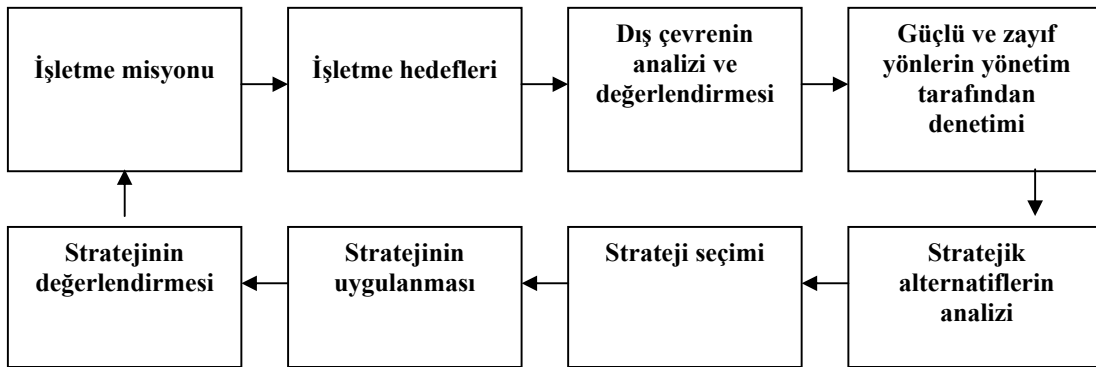 İşletme misyonu
İşletme hedefleri
Dış çevrenin
analizi ve
değerlendirmesi
Güçlü ve zayıf
yönlerin yönetim
tarafından
denetimi
Stratejinin
değerlendirmesi
Stratejinin
uygulanması
Strateji seçimi
Stratejik
alternatiflerin
analizi